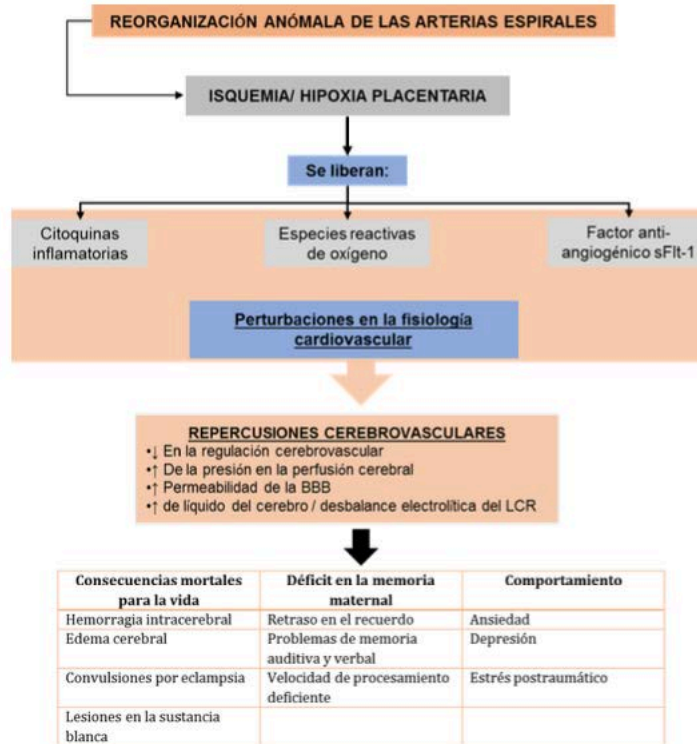 REORGANIZACIÓN ANÓMALA DE LAS ARTERIAS ESPIRALES
ISQUEMIA/ HIPOXIA PLACENTARIA
Se liberan:
Citoquinas
inflamatorias
Especies reactivas
de oxígeno
Factor anti-
angiogénico sFlt-1
Perturbaciones en la fisiología
cardiovascular
REPERCUSIONES CEREBROVASCULARES
•↓ En la regulación cerebrovascular
•↑ De la presión en la perfusión cerebral
•↑ Permeabilidad de la BBB
•↑ de líquido del cerebro / desbalance electrolítica del LCR
Consecuencias mortales
para la vida
Déficit en la memoria
maternal
Comportamiento
Hemorragia intracerebral
Retraso en el recuerdo
Ansiedad
Edema cerebral
Problemas de memoria
auditiva y verbal
Depresión
Convulsiones por eclampsia
Velocidad de procesamiento
deficiente
Estrés postraumático
Lesiones en la sustancia
blanca